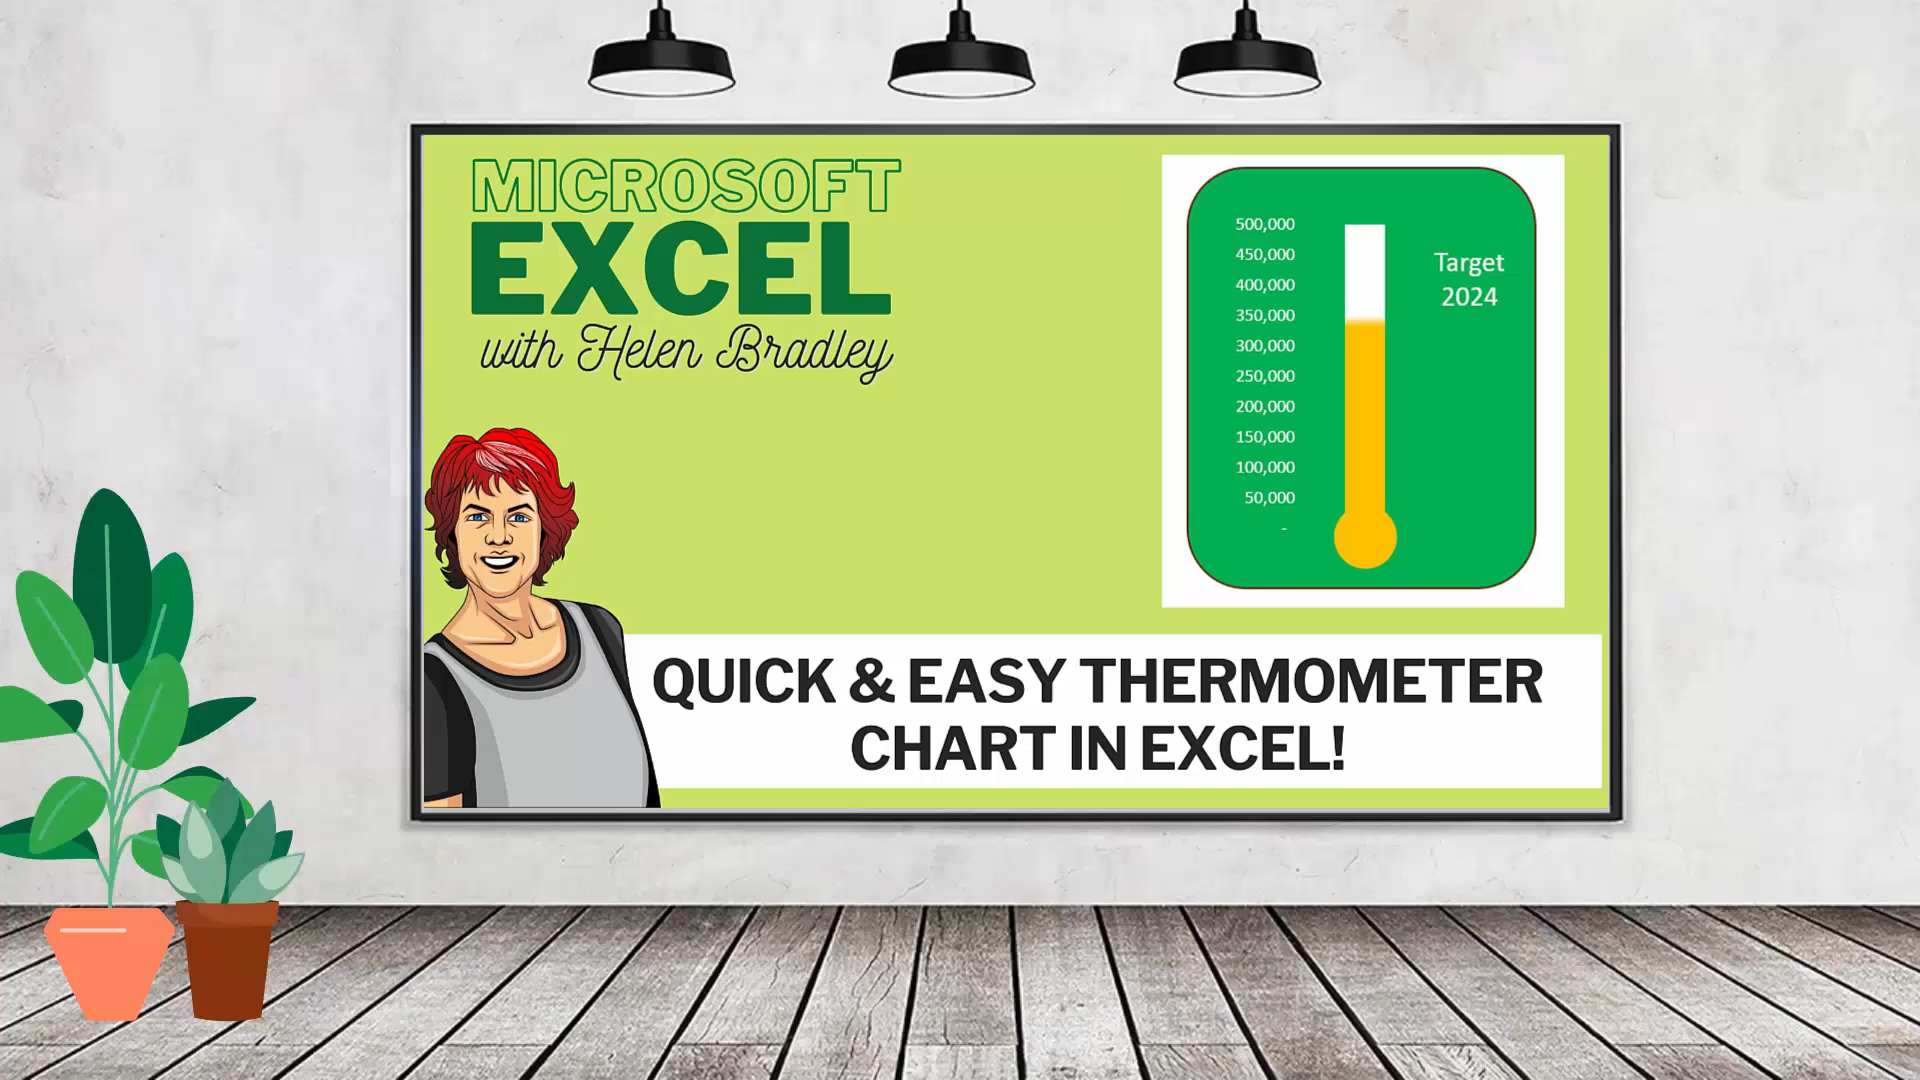 MICROSOFT
EXCEL
with Helen Bradley
500,000
450,000
400,000
350,000
300,000
250,000
200,000
150,000
100,000
50,000
-
Target
2024
QUICK & EASY THERMOMETER
CHART IN EXCEL!